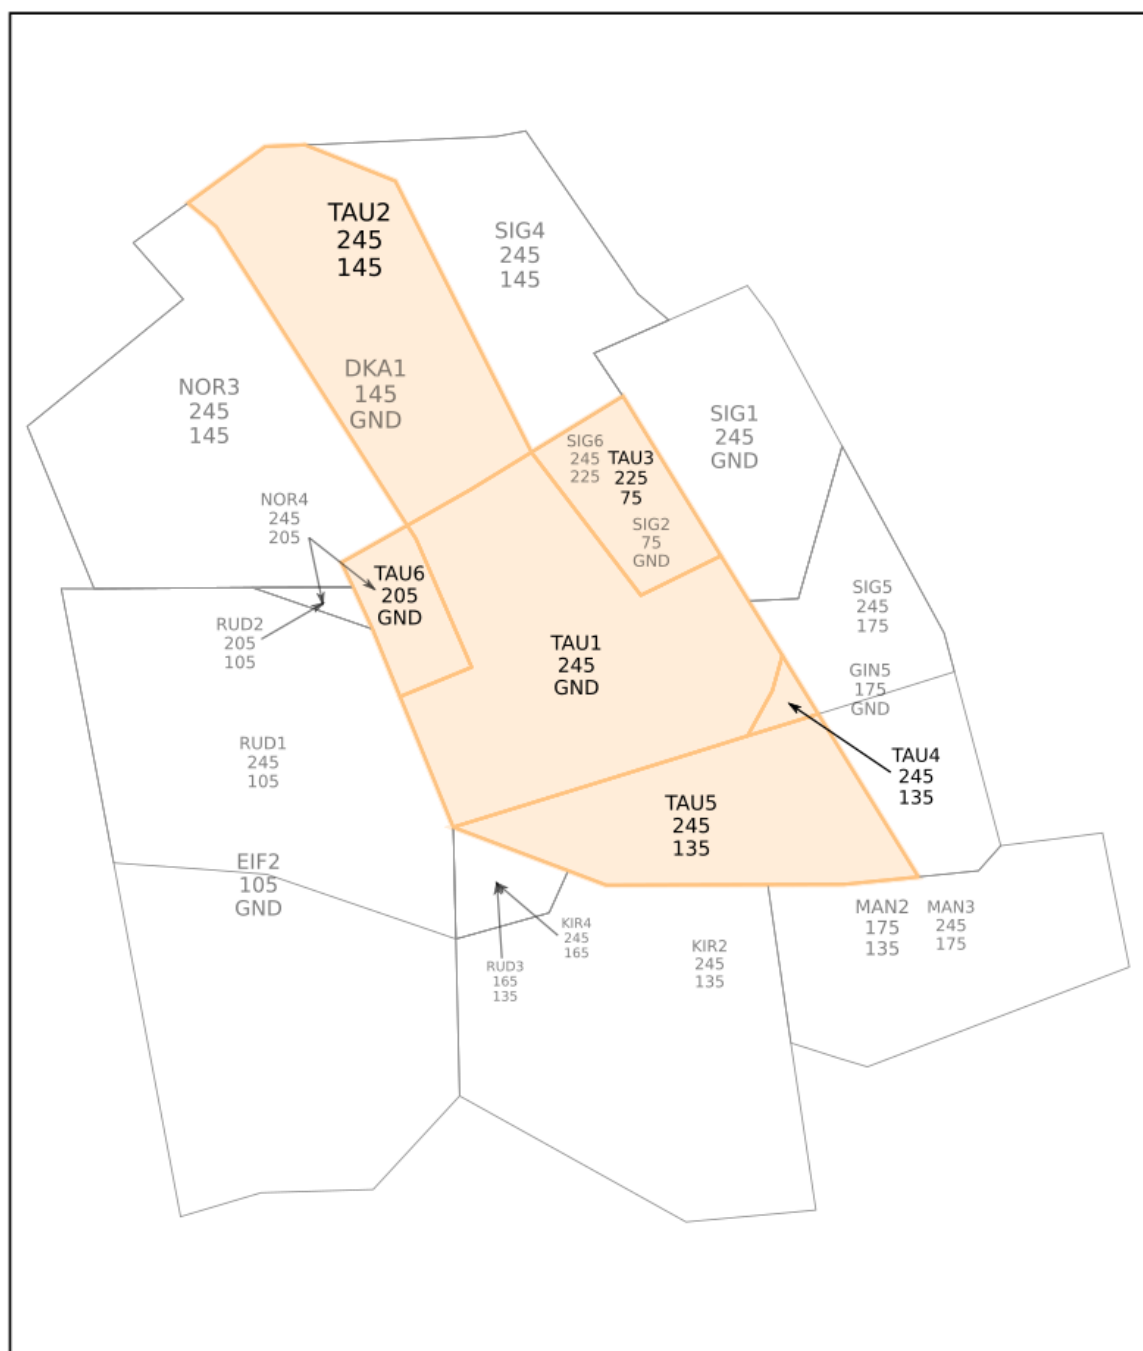 TAU2
245
145
SIG4
245
145
DKA1
145
GND
NOR3
245
145
SIG1
245
GND
SIG6
245
225
TAU3
225
75
NOR4
245
205
SIG2
75
GND
TAU6
205
GND
SIG5
245
175
RUD2
205
105
TAU1
245
GND
GIN5
175
GND
RUD1
245
105
TAU4
245
135
TAU5
245
135
EIF2
105
GND
MAN2
175
135
MAN3
245
175
KIR4
245
165
KIR2
245
135
RUD3
165
135